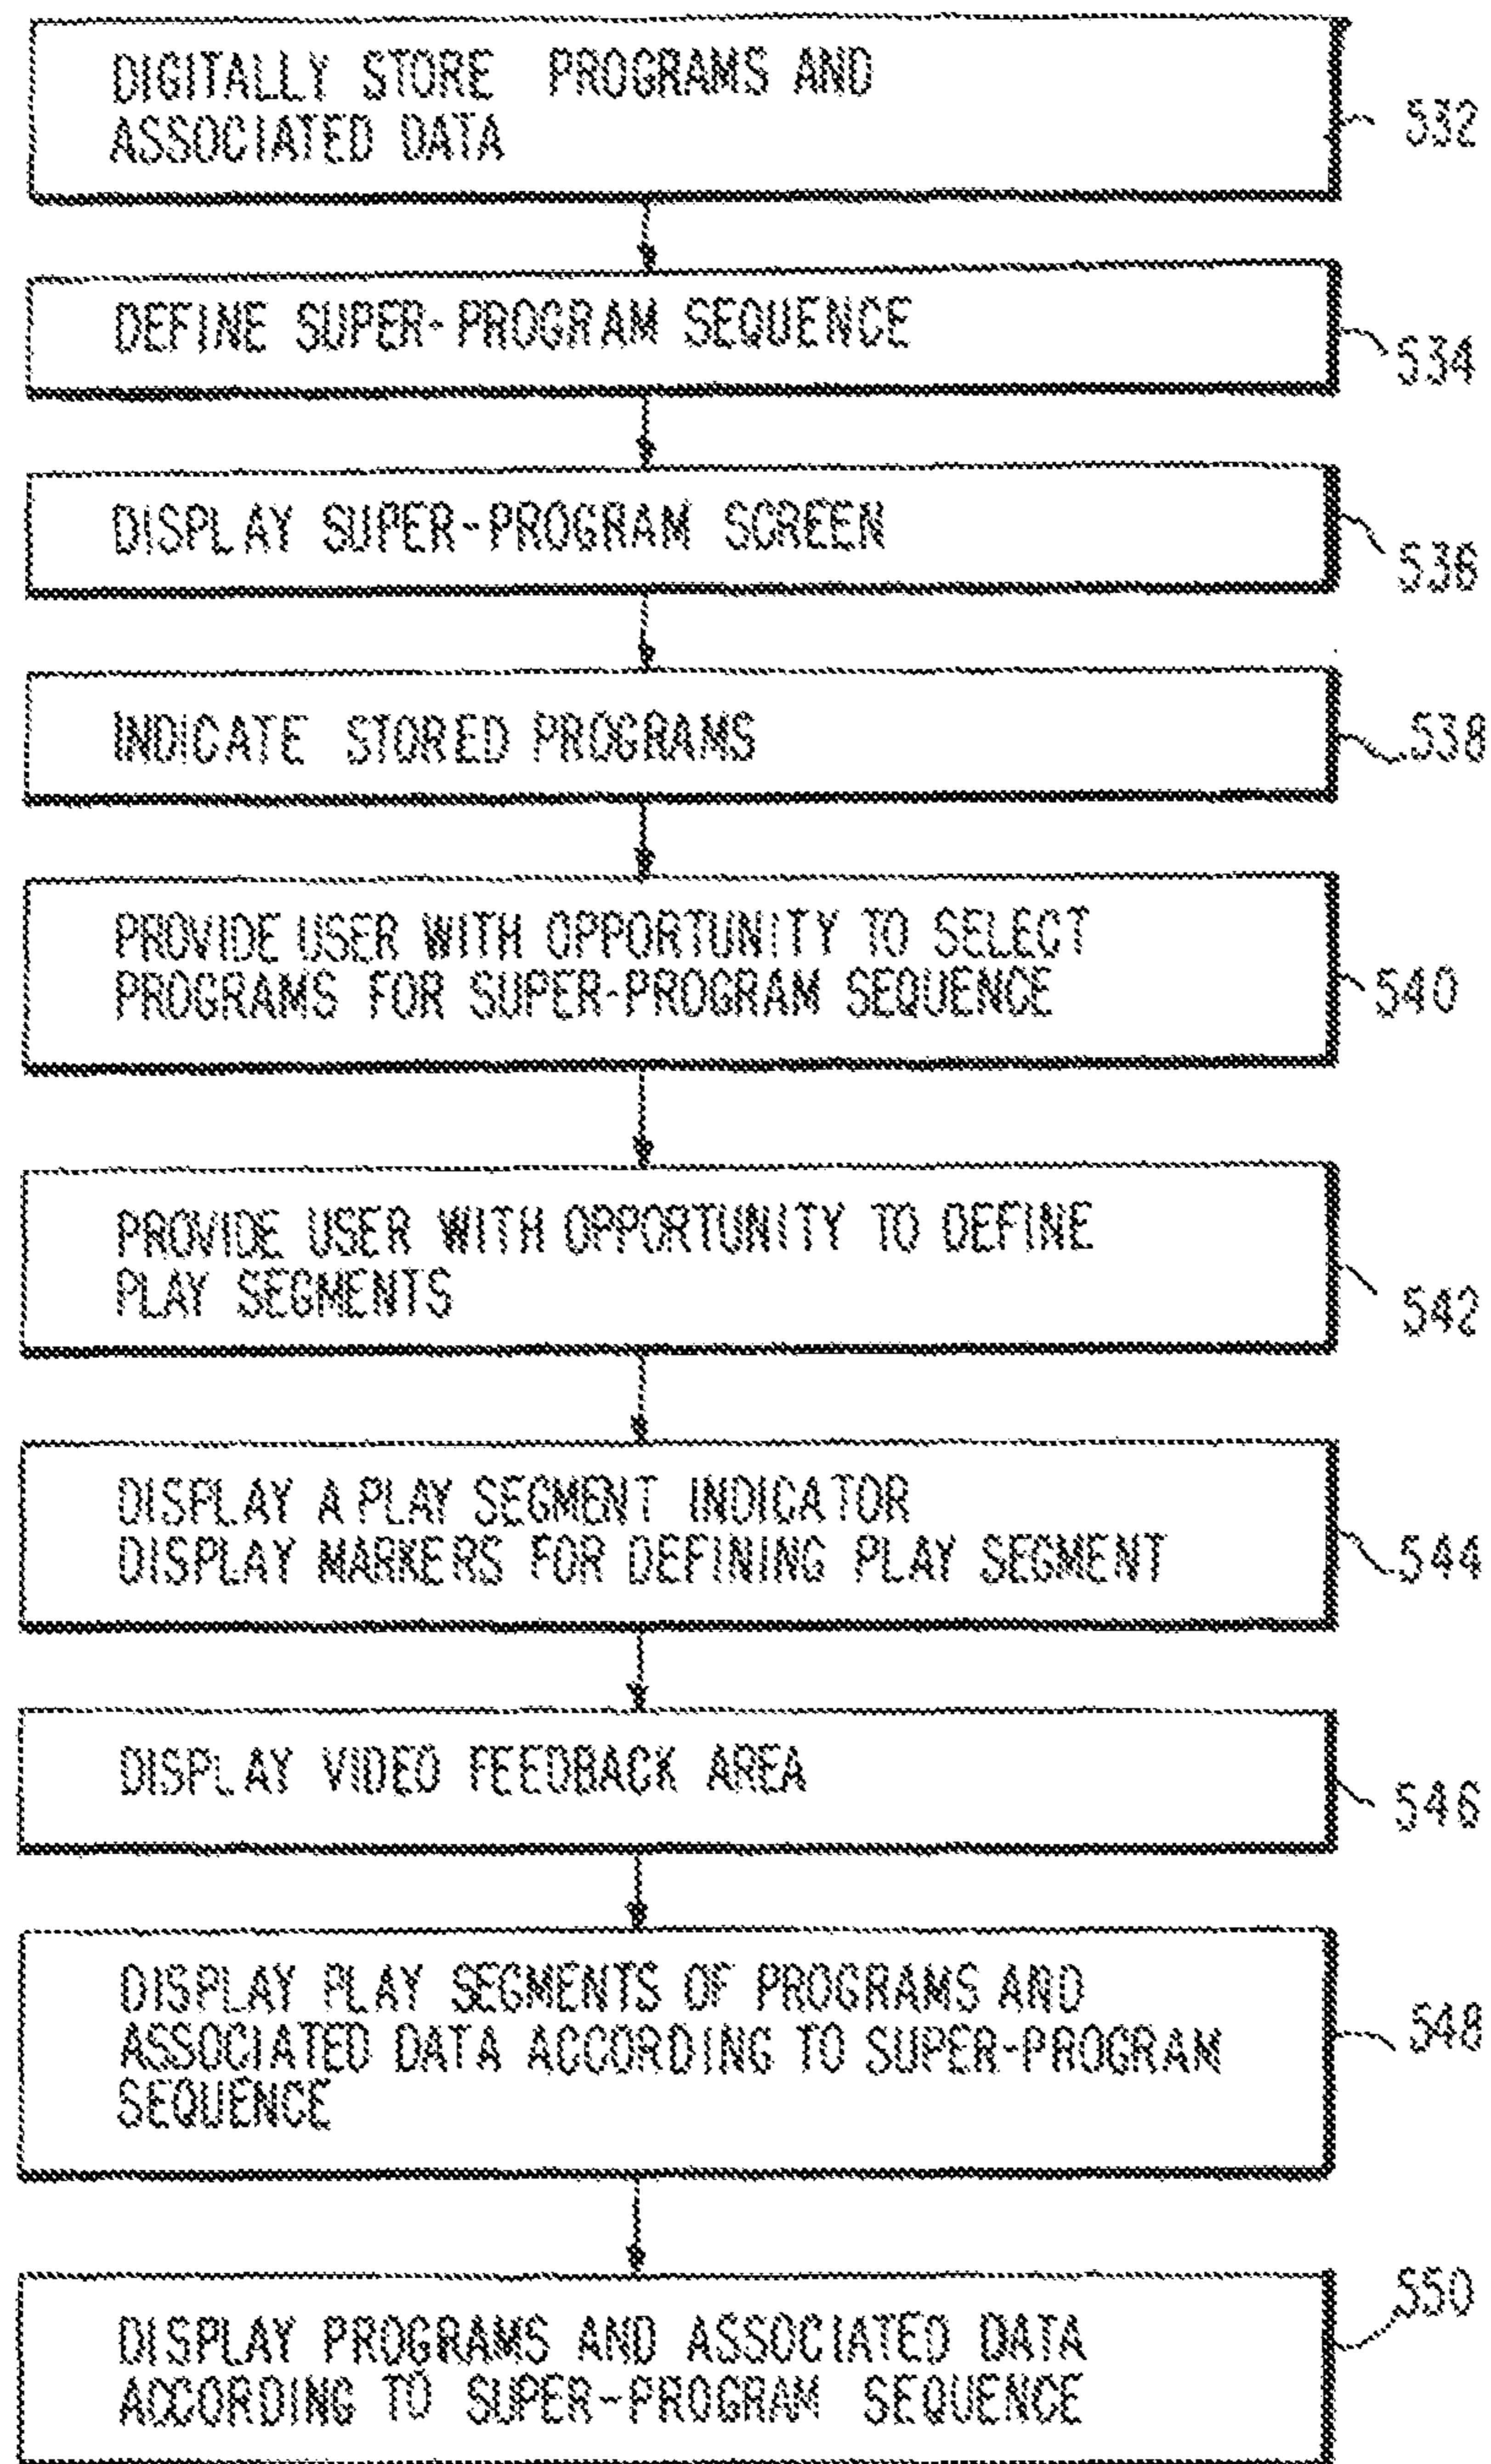 DIGITALLY STORE PROGRAMS AND
ASSOCIATED DATA
532
DEFINE SUPER-PROGRAM SEQUENCE
534
DISPLAY SUPER-PROGRAM SCREEN
536
INDICATE STORED PROGRAMS
538
PROVIDE USER WITH OPPORTUNITY TO SELECT
PROGRAMS FOR SUPER-PROGRAM SEQUENCE
540
PROVIDE USER WITH OPPORTUNITY TO DEFINE
PLAY SEGMENTS
542
DISPLAY A PLAY SEGMENT INDICATOR
DISPLAY MARKERS FOR DEFINING PLAY SEGMENT
544
DISPLAY VIDEO FEEDBACK AREA
546
DISPLAY PLAY SEGMENTS OF PROGRAMS AND
ASSOCIATED DATA ACCORDING TO SUPER-PROGRAM
SEQUENCE
548
DISPLAY PROGRAMS AND ASSOCIATED DATA
ACCORDING TO SUPER-PROGRAM SEQUENCE
550